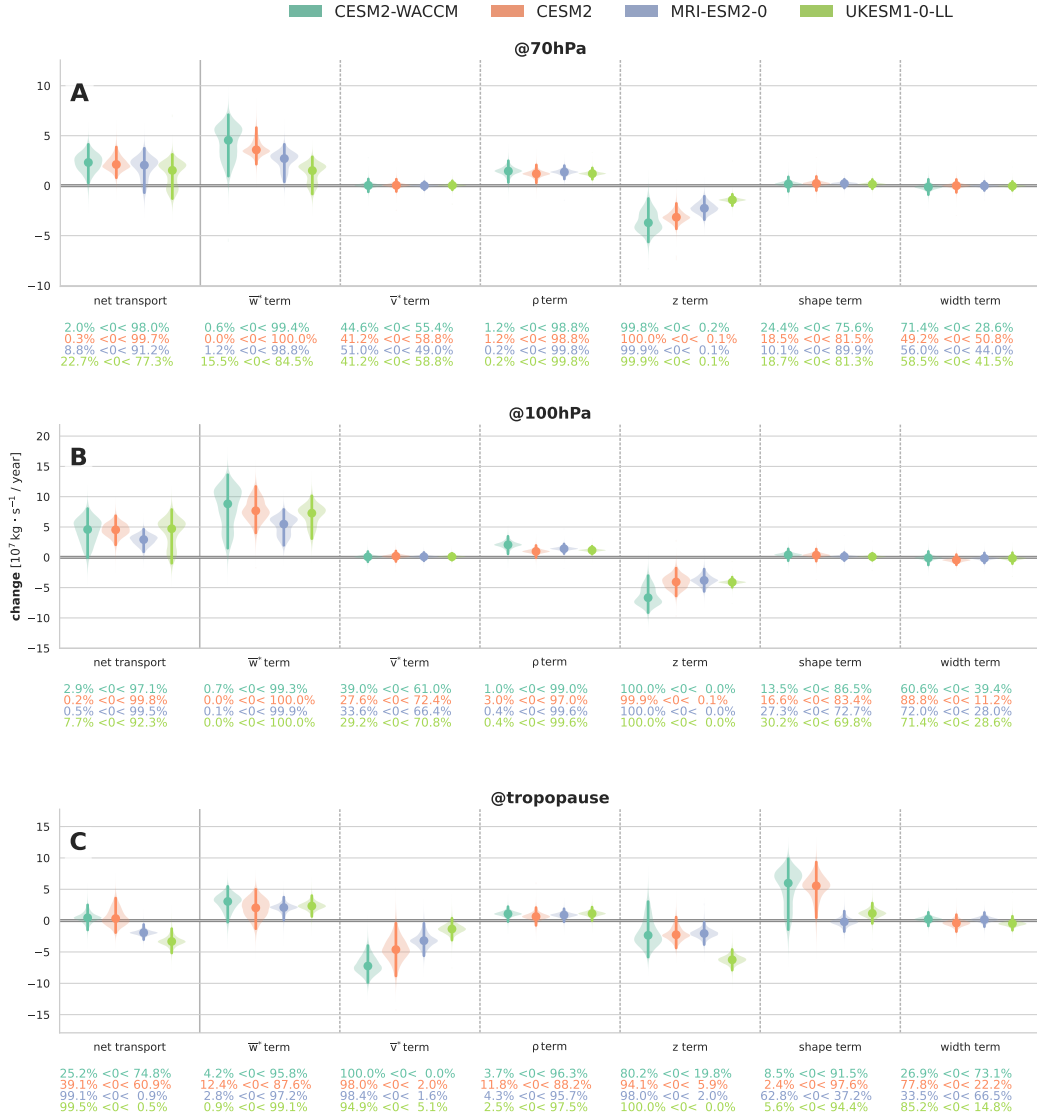 CESM2-WACCM CESM2 MRI-ESM2-0 UKESM1-0-LL
@70hPa
A
10
5
0
−5
−10
net transport w̅* term v̅* term ρ term z term shape term width term
2.0% <0< 98.0% 0.6% <0< 99.4% 44.6% <0< 55.4% 1.2% <0< 98.8% 99.8% <0< 0.2% 24.4% <0< 75.6% 71.4% <0< 28.6%
0.3% <0< 99.7% 0.0% <0< 100.0% 41.2% <0< 58.8% 1.2% <0< 98.8% 100.0% <0< 0.1% 18.5% <0< 81.5% 49.2% <0< 50.8%
8.8% <0< 91.2% 1.2% <0< 98.8% 51.0% <0< 49.0% 0.2% <0< 99.8% 99.9% <0< 0.1% 10.1% <0< 89.9% 56.0% <0< 44.0%
22.7% <0< 77.3% 15.5% <0< 84.5% 41.2% <0< 58.8% 0.2% <0< 99.8% 99.9% <0< 0.1% 18.7% <0< 81.3% 58.5% <0< 41.5%
@100hPa
B
change [10⁷ kg • s⁻¹ / year]
20
15
10
5
0
−5
−10
−15
net transport w̅* term v̅* term ρ term z term shape term width term
2.9% <0< 97.1% 0.7% <0< 99.3% 39.0% <0< 61.0% 1.0% <0< 99.0% 100.0% <0< 0.0% 13.5% <0< 86.5% 60.6% <0< 39.4%
0.2% <0< 99.8% 0.0% <0< 100.0% 27.6% <0< 72.4% 3.0% <0< 97.0% 99.9% <0< 0.1% 16.6% <0< 83.4% 88.8% <0< 11.2%
0.5% <0< 99.5% 0.1% <0< 99.9% 33.6% <0< 66.4% 0.4% <0< 99.6% 100.0% <0< 0.0% 27.3% <0< 72.7% 72.0% <0< 28.0%
7.7% <0< 92.3% 0.0% <0< 100.0% 29.2% <0< 70.8% 0.4% <0< 99.6% 100.0% <0< 0.0% 30.2% <0< 69.8% 71.4% <0< 28.6%
@tropopause
C
15
10
5
0
−5
−10
−15
net transport w̅* term v̅* term ρ term z term shape term width term
25.2% <0< 74.8% 4.2% <0< 95.8% 100.0% <0< 0.0% 3.7% <0< 96.3% 80.2% <0< 19.8% 8.5% <0< 91.5% 26.9% <0< 73.1%
39.1% <0< 60.9% 12.4% <0< 87.6% 98.0% <0< 2.0% 11.8% <0< 88.2% 94.1% <0< 5.9% 2.4% <0< 97.6% 77.8% <0< 22.2%
99.1% <0< 0.9% 2.8% <0< 97.2% 98.4% <0< 1.6% 4.3% <0< 95.7% 98.0% <0< 2.0% 62.8% <0< 37.2% 33.5% <0< 66.5%
99.5% <0< 0.5% 0.9% <0< 99.1% 94.9% <0< 5.1% 2.5% <0< 97.5% 100.0% <0< 0.0% 5.6% <0< 94.4% 85.2% <0< 14.8%